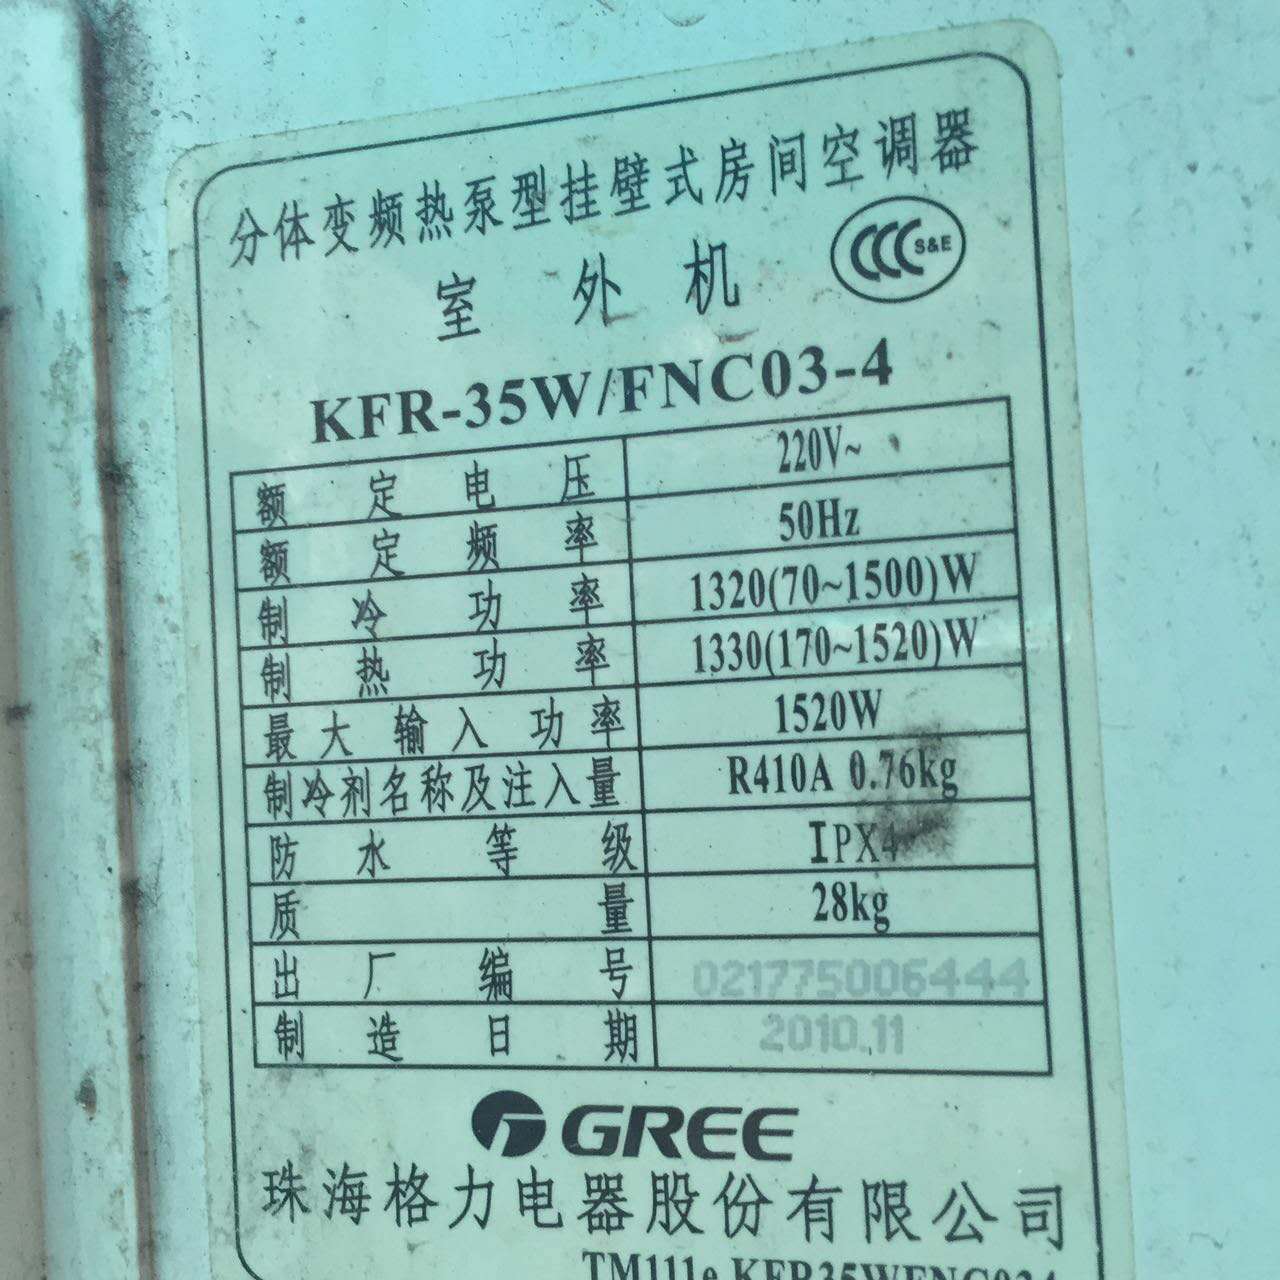 分体变频热泵型挂壁式房间空调器
室外机
CCC S&E
KFR-35W/FNC03-4
额定电压 220V~
额定频率 50Hz
制冷功率 1320(70~1500)W
制热功率 1330(170~1520)W
最大输入功率 1520W
制冷剂名称及注入量 R410A 0.76kg
防水等级 IPX4
质量 28kg
出厂编号 0217750064​44
制造日期 2010.11
GREE
珠海格力电器股份有限公司
TM111e KFR35WFNC034